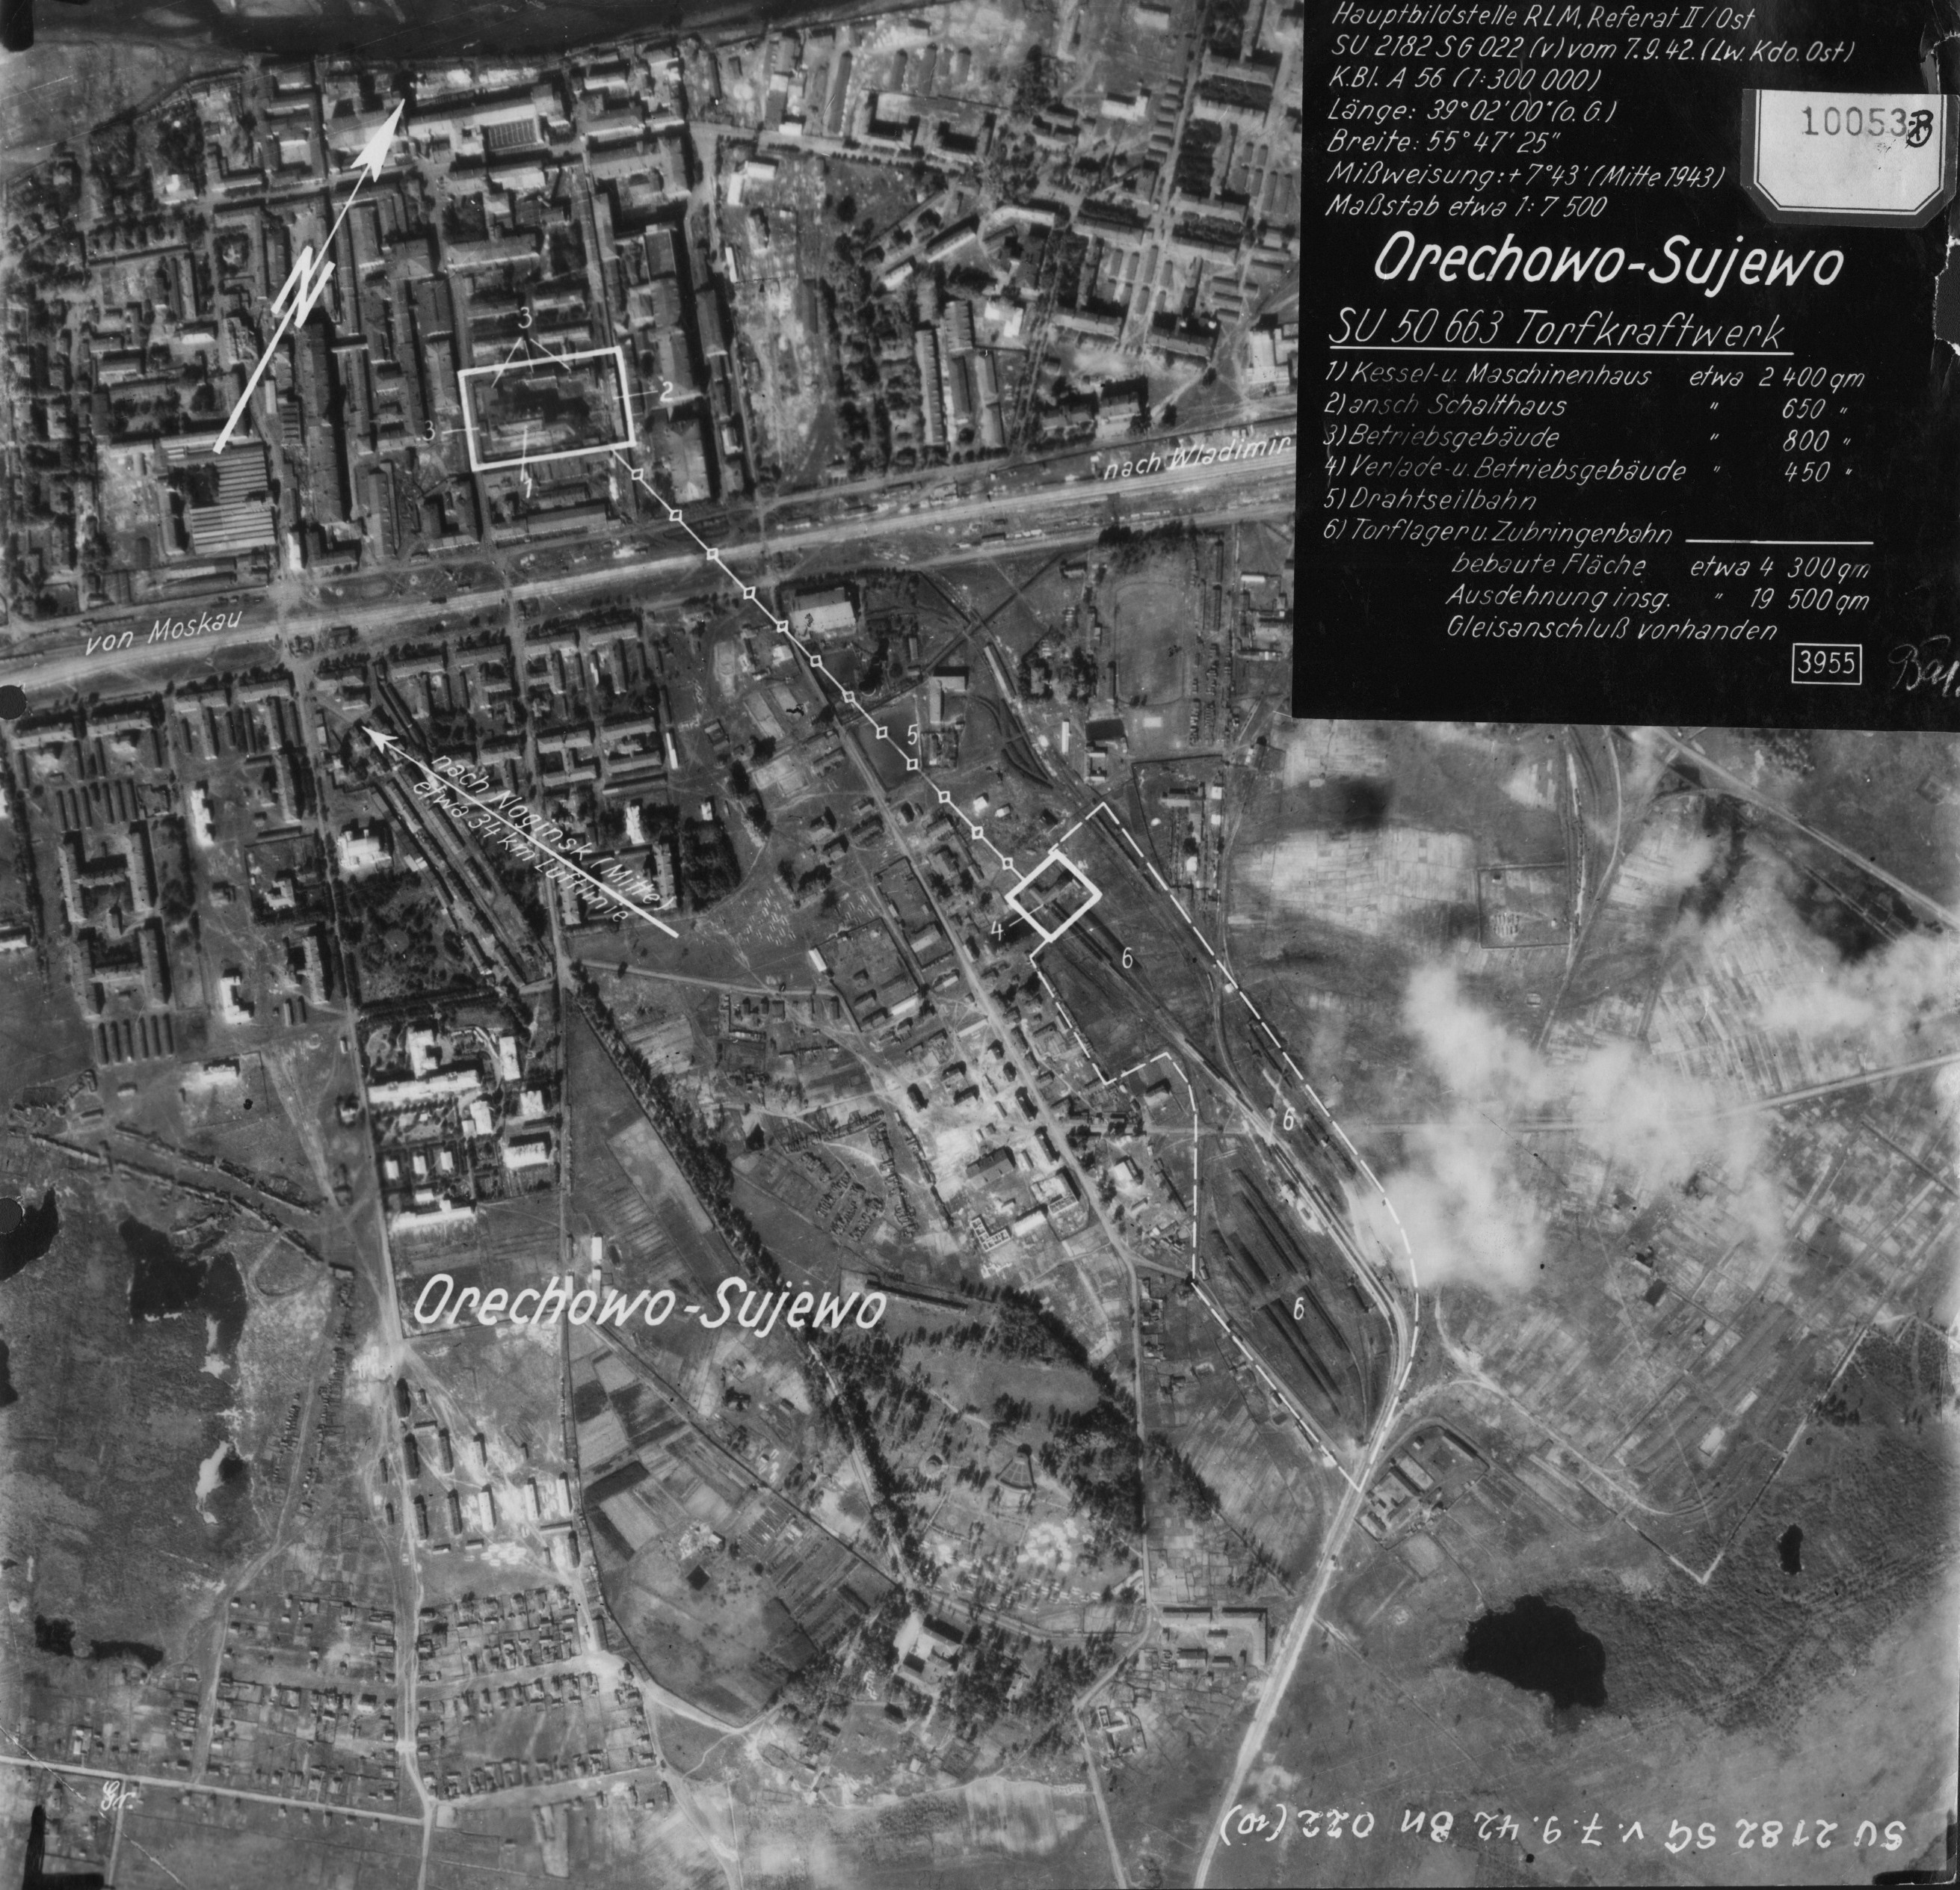 Hauptbildstelle RLM, Referat II/Ost
SU 2182 SG 022 (v) vom 7.9.42. (Lw. Kdo. Ost)
K.Bl. A 56 (1:300 000)
Länge: 39° 02' 00" (o. G.)
Breite: 55° 47' 25"
Mißweisung: + 7° 43' (Mitte 1943)
Maßstab etwa 1: 7 500
10053
Orechowo-Sujewo
SU 50 663 Torfkraftwerk
1) Kessel- u. Maschinenhaus etwa 2 400 qm
2) ansch Schalthaus " 650 "
3) Betriebsgebäude " 800 "
4) Verlade- u. Betriebsgebäude " 450 "
5) Drahtseilbahn
6) Torflager u. Zubringerbahn
bebaute Fläche etwa 4 300 qm
Ausdehnung insg. " 19 500 qm
Gleisanschluß vorhanden
3955
N
3
2
3
1
nach Wladimir
von Moskau
5
nach Noginsk (Mitte)
etwa 34 km Luftlinie
4
6
6
6
Orechowo-Sujewo
Gr.
SU 2182 SG v. 7.9.42 Bn 022 (10)